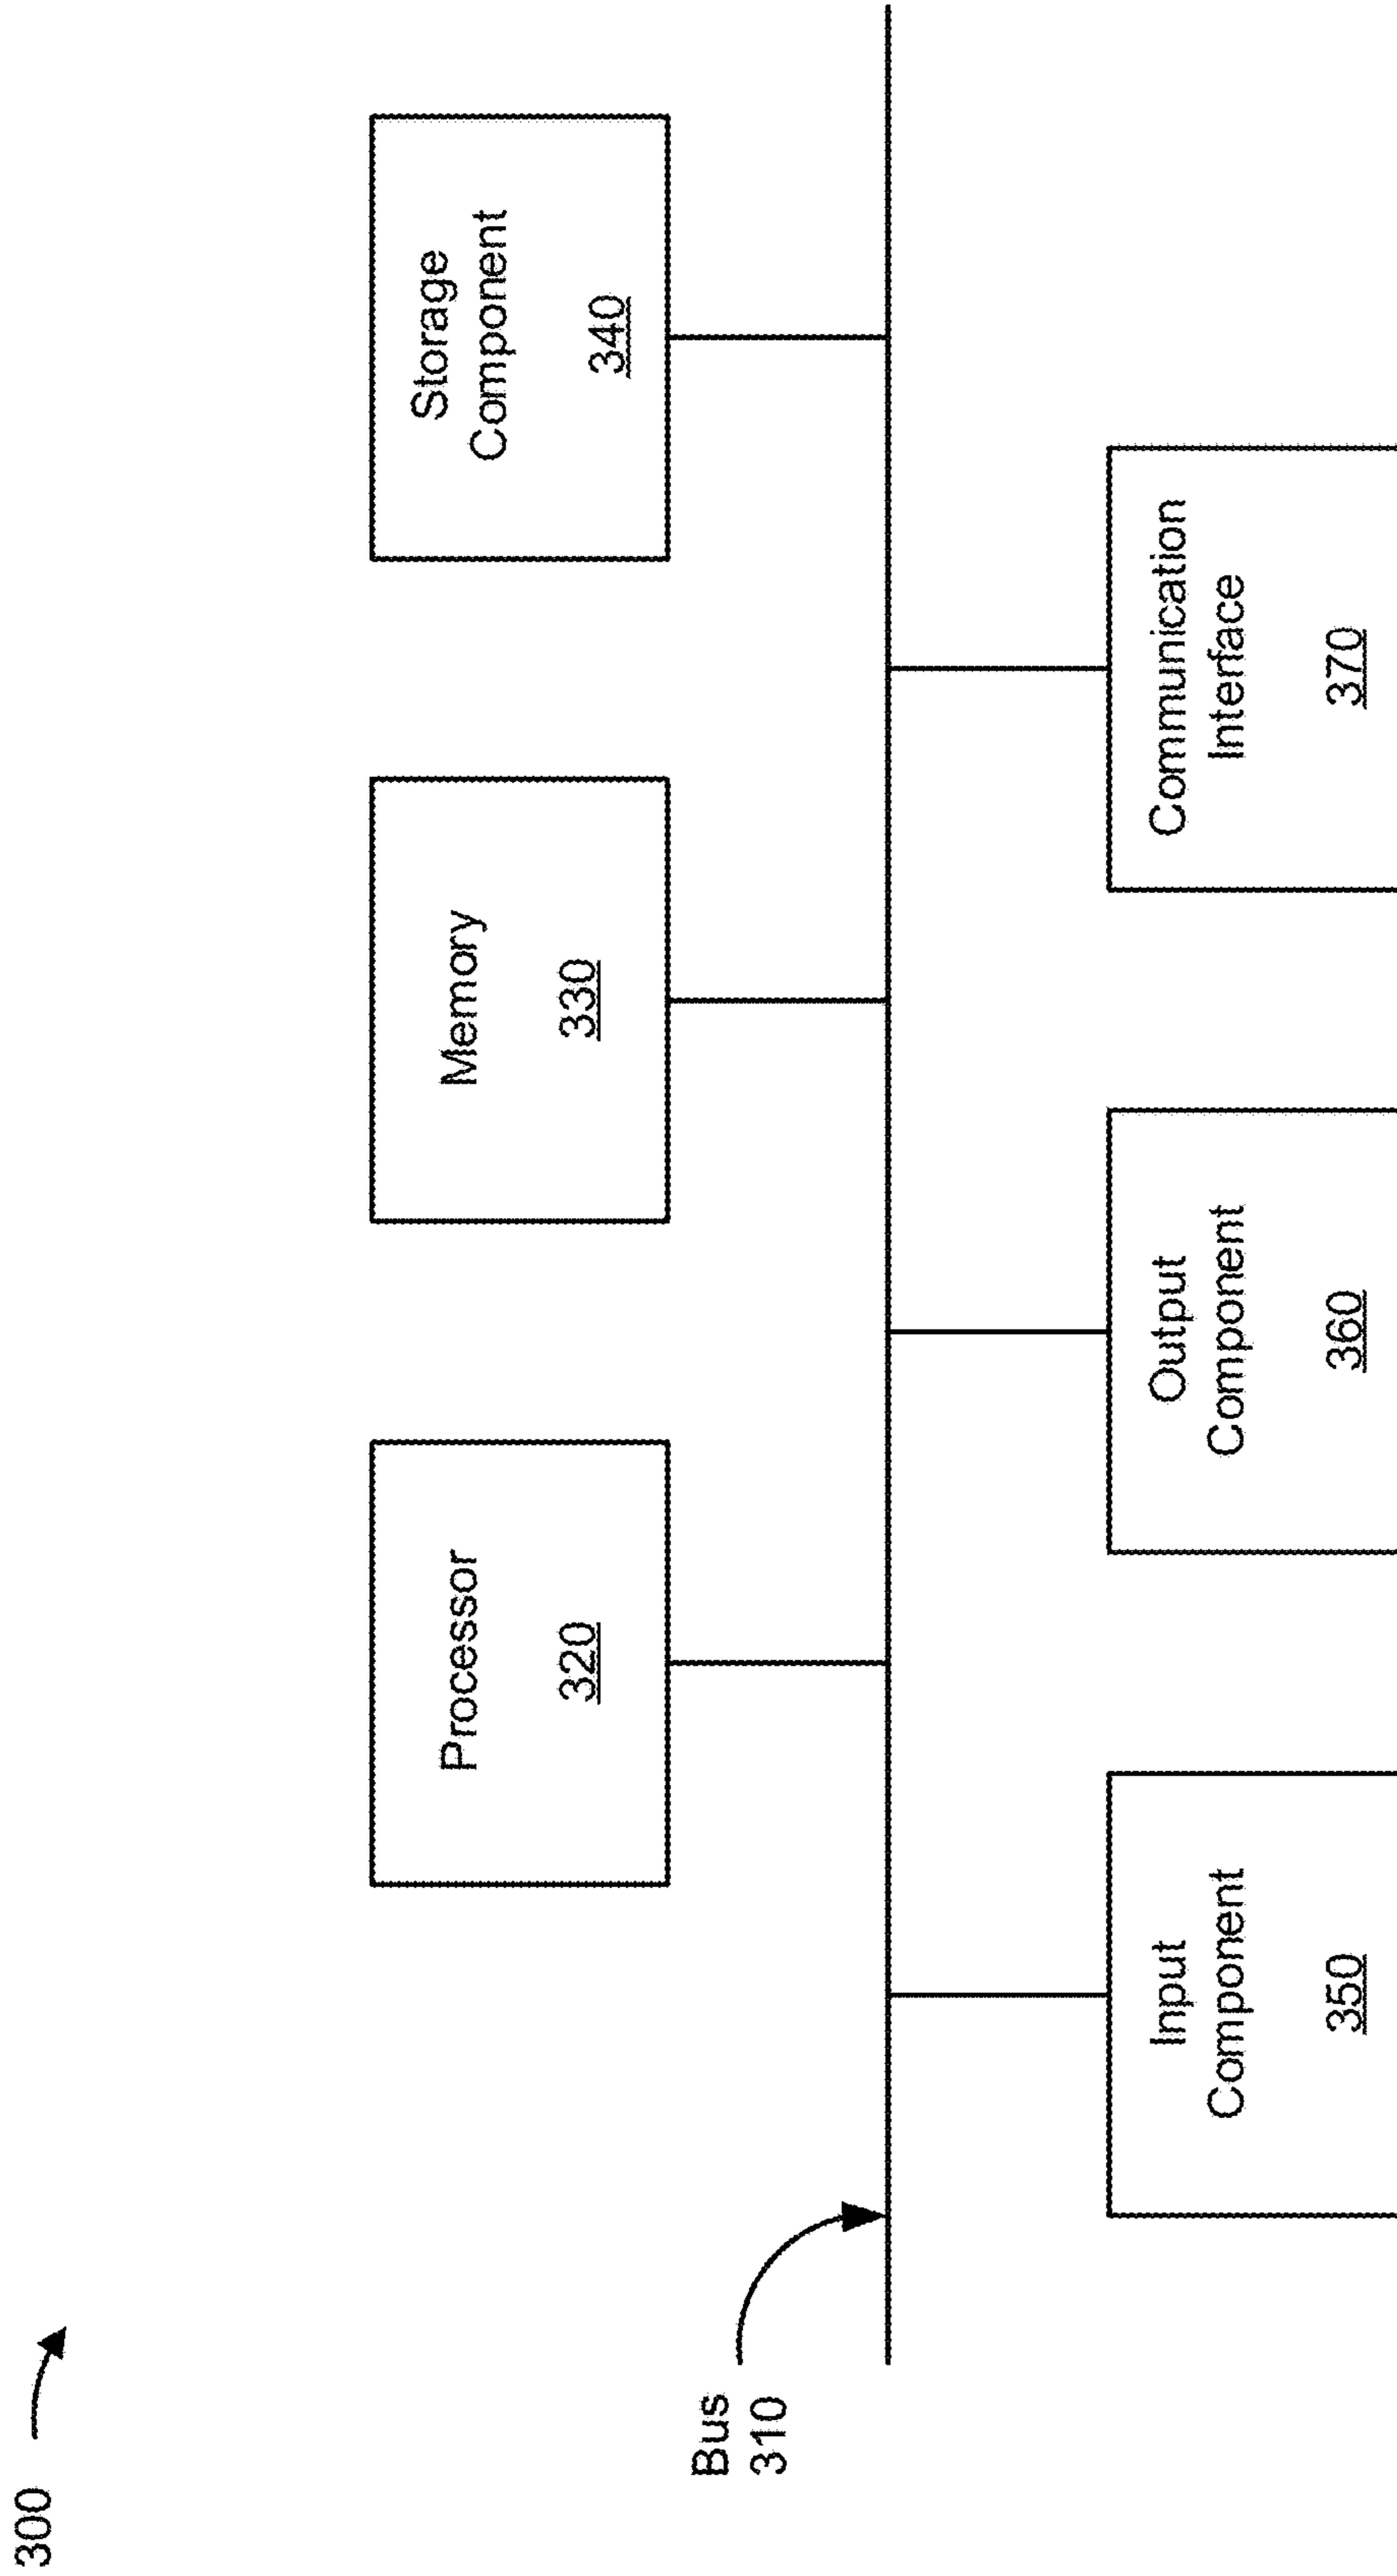 300
Processor
320
Memory
330
Storage
Component
340
Bus
310
Input
Component
350
Output
Component
360
Communication
Interface
370